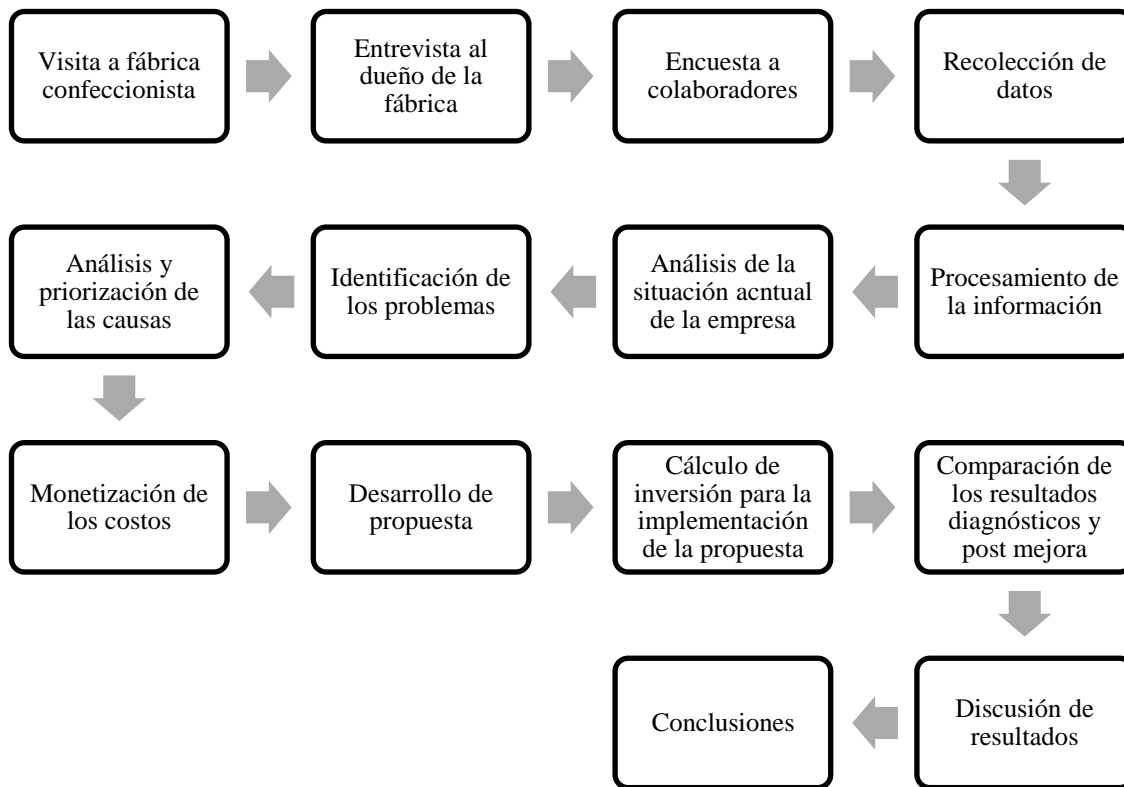 Visita a fábrica
confeccionista
Entrevista al
dueño de la
fábrica
Encuesta a
colaboradores
Recolección de
datos
Procesamiento de
la información
Análisis de la
situación acntual
de la empresa
Identificación de
los problemas
Análisis y
priorización de
las causas
Monetización de
los costos
Desarrollo de
propuesta
Cálculo de
inversión para la
implementación
de la propuesta
Comparación de
los resultados
diagnósticos y
post mejora
Discusión de
resultados
Conclusiones